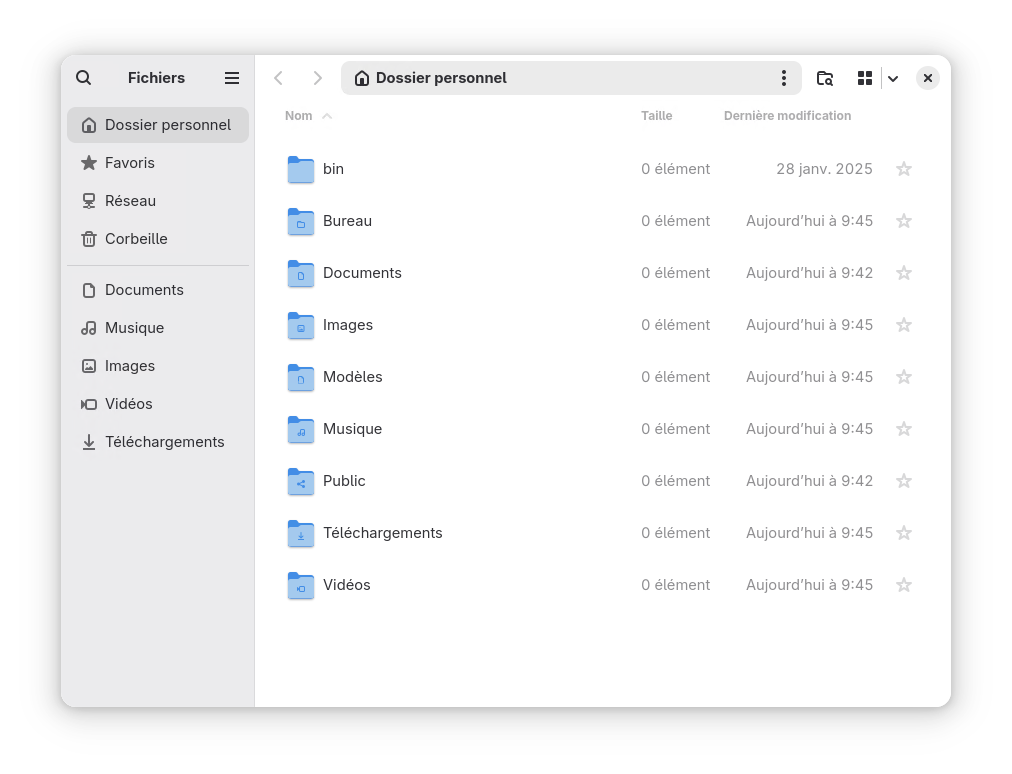 Fichiers
Dossier personnel
Favoris
Réseau
Corbeille
Documents
Musique
Images
Vidéos
Téléchargements
Dossier personnel
Nom Taille Dernière modification
bin 0 élément 28 janv. 2025
Bureau 0 élément Aujourd’hui à 9:45
Documents 0 élément Aujourd’hui à 9:42
Images 0 élément Aujourd’hui à 9:45
Modèles 0 élément Aujourd’hui à 9:45
Musique 0 élément Aujourd’hui à 9:45
Public 0 élément Aujourd’hui à 9:42
Téléchargements 0 élément Aujourd’hui à 9:45
Vidéos 0 élément Aujourd’hui à 9:45